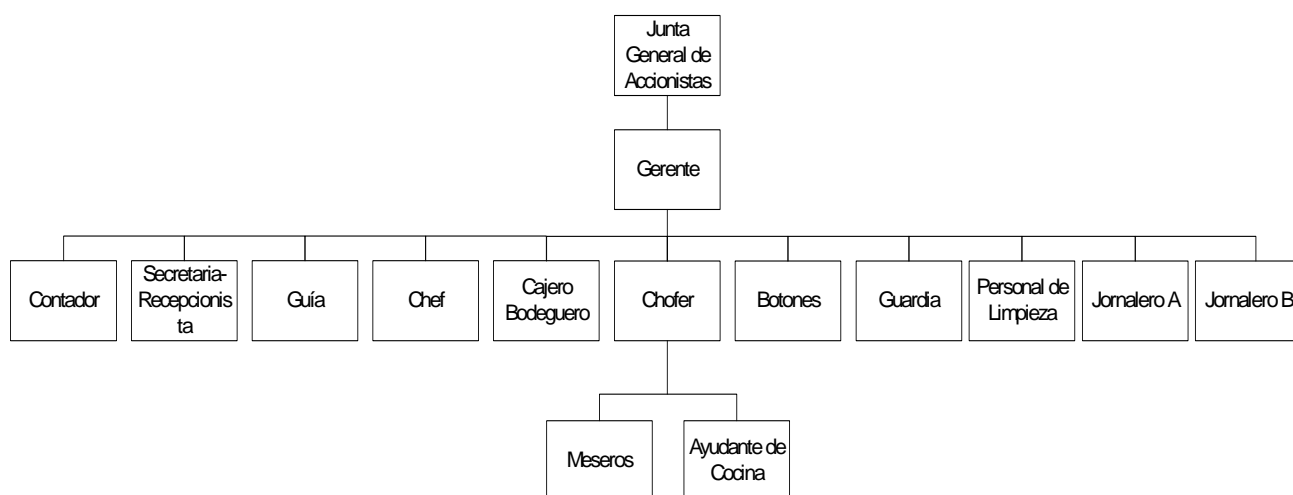 Junta
General de
Accionistas
Gerente
Contador
Secretaria-
Recepcionis
ta
Guía
Chef
Cajero
Bodeguero
Chofer
Botones
Guardia
Personal de
Limpieza
Jornalero A
Jornalero B
Meseros
Ayudante de
Cocina